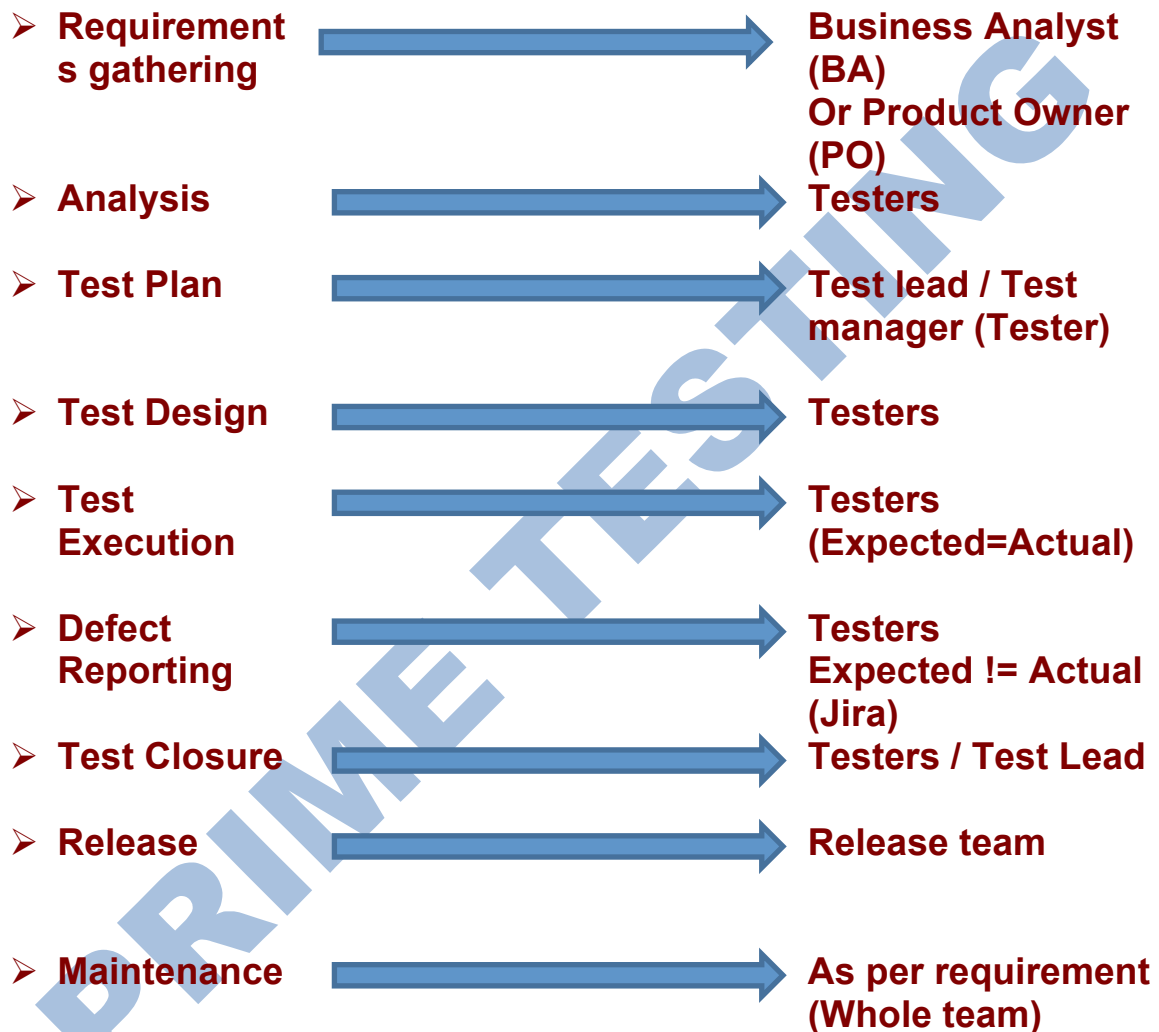 ➢ Requirement
s gathering
Business Analyst
(BA)
Or Product Owner
(PO)
➢ Analysis
Testers
➢ Test Plan
Test lead / Test
manager (Tester)
➢ Test Design
Testers
➢ Test
Execution
Testers
(Expected=Actual)
➢ Defect
Reporting
Testers
Expected != Actual
(Jira)
➢ Test Closure
Testers / Test Lead
➢ Release
Release team
➢ Maintenance
As per requirement
(Whole team)
PRIME TESTING